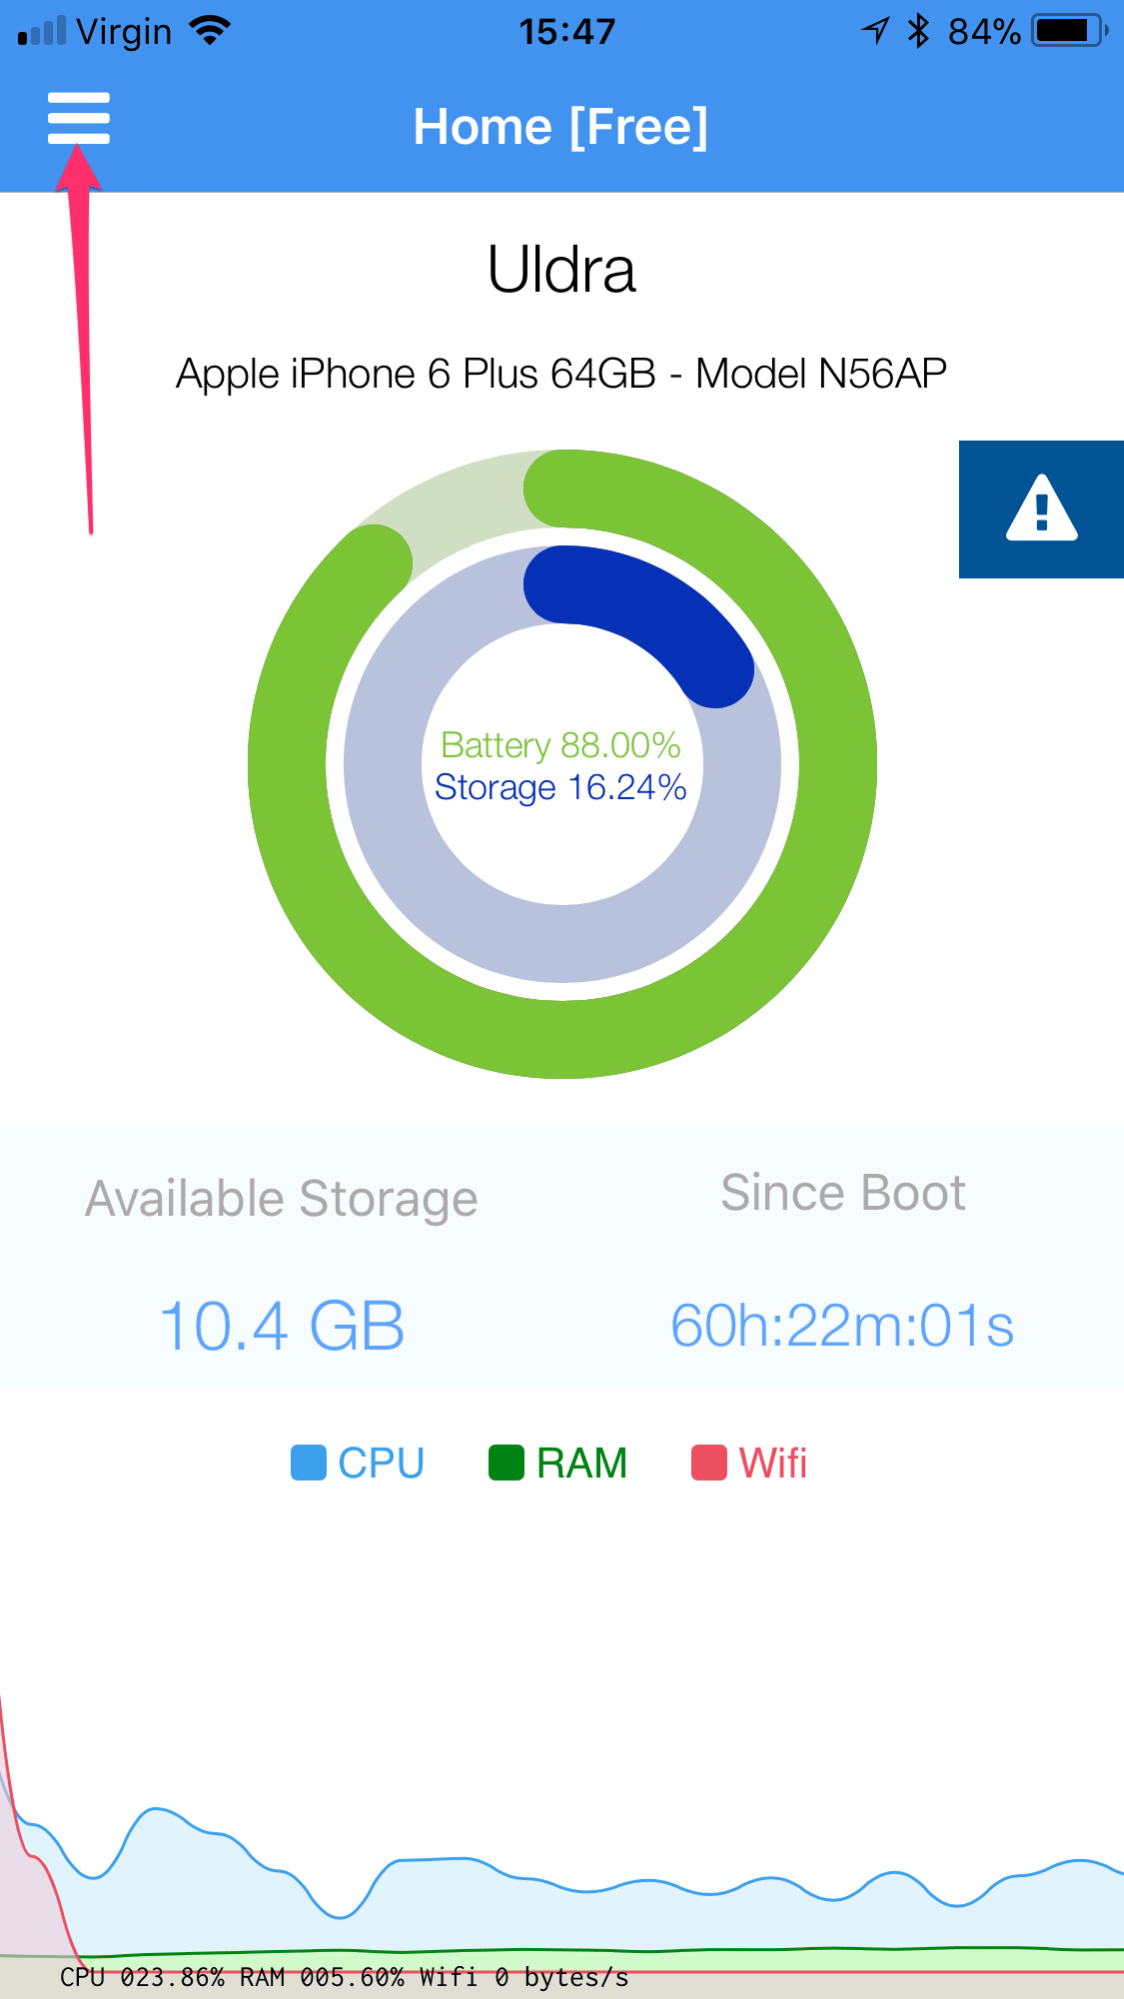 Virgin 15:47 84%
Home [Free]
Uldra
Apple iPhone 6 Plus 64GB - Model N56AP
Battery 88.00%
Storage 16.24%
Available Storage Since Boot
10.4 GB 60h:22m:01s
CPU RAM Wifi
CPU 023.86% RAM 005.60% Wifi 0 bytes/s